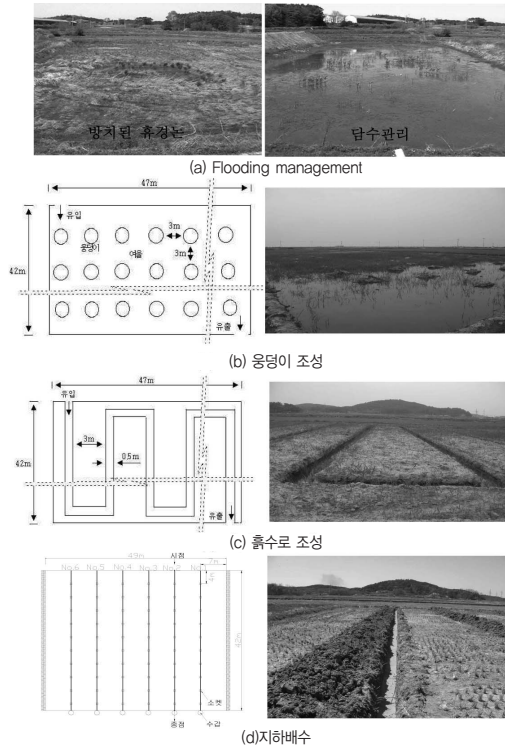 방치된 휴경논
담수관리
(a) Flooding management
47m
유입
3m
웅덩이
여울
3m
42m
유출
(b) 웅덩이 조성
47m
유입
3m
0.5m
42m
유출
(c) 흙수로 조성
시점
49m
No.6 No.5 No.4 No.3 No.2
7m
42m
소켓
종점
수갑
(d)지하배수